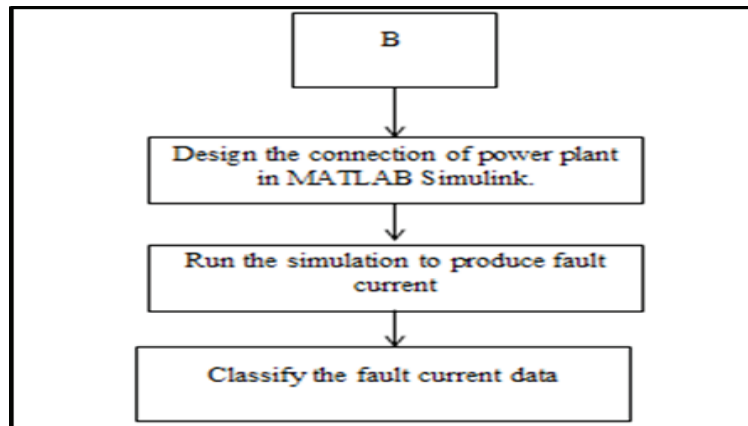 B
Design the connection of power plant
in MATLAB Simulink.
Run the simulation to produce fault
current
Classify the fault current data